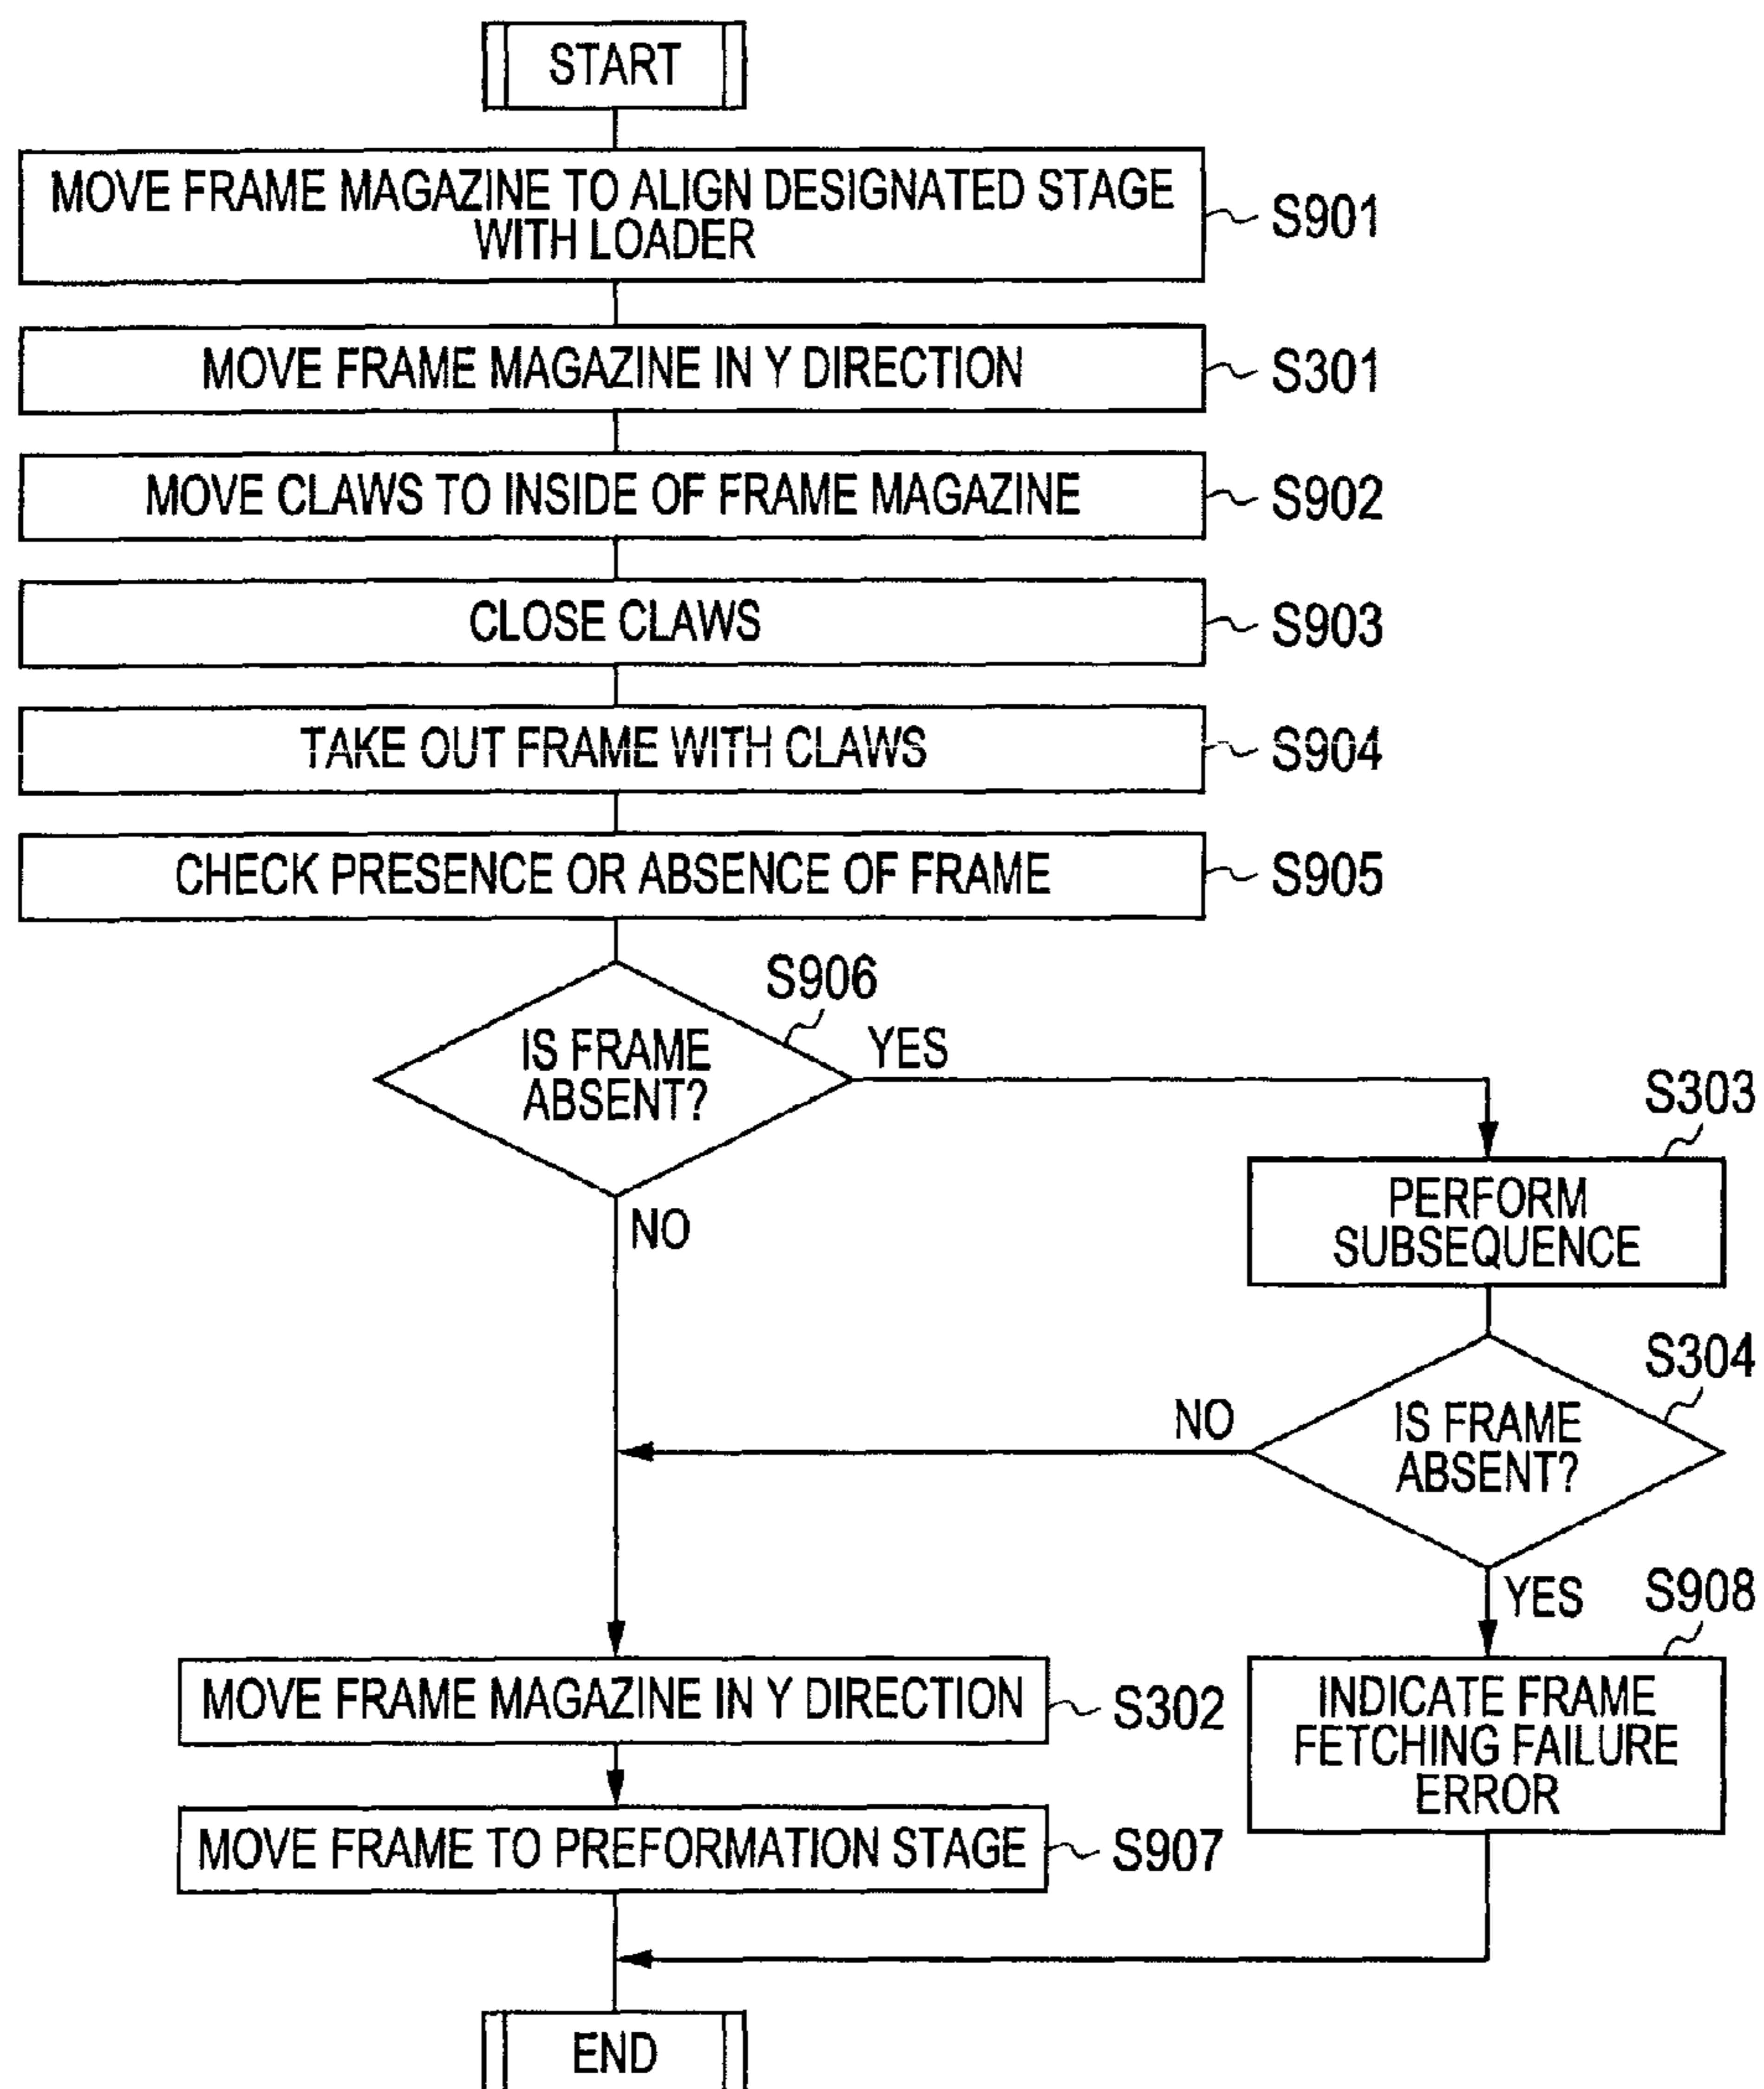 START
MOVE FRAME MAGAZINE TO ALIGN DESIGNATED STAGE
WITH LOADER
S901
MOVE FRAME MAGAZINE IN Y DIRECTION
S301
MOVE CLAWS TO INSIDE OF FRAME MAGAZINE
S902
CLOSE CLAWS
S903
TAKE OUT FRAME WITH CLAWS
S904
CHECK PRESENCE OR ABSENCE OF FRAME
S905
S906
IS FRAME
ABSENT?
YES
NO
S303
PERFORM
SUBSEQUENCE
S304
IS FRAME
ABSENT?
NO
YES
S908
INDICATE FRAME
FETCHING FAILURE
ERROR
MOVE FRAME MAGAZINE IN Y DIRECTION
S302
MOVE FRAME TO PREFORMATION STAGE
S907
END